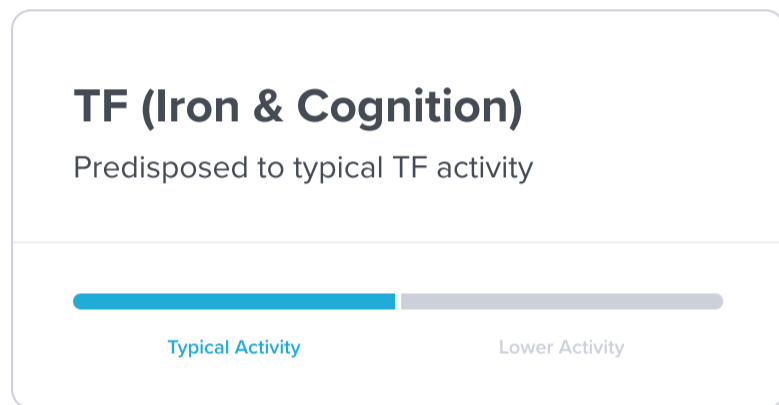 TF (Iron & Cognition)
Predisposed to typical TF activity
Typical Activity
Lower Activity